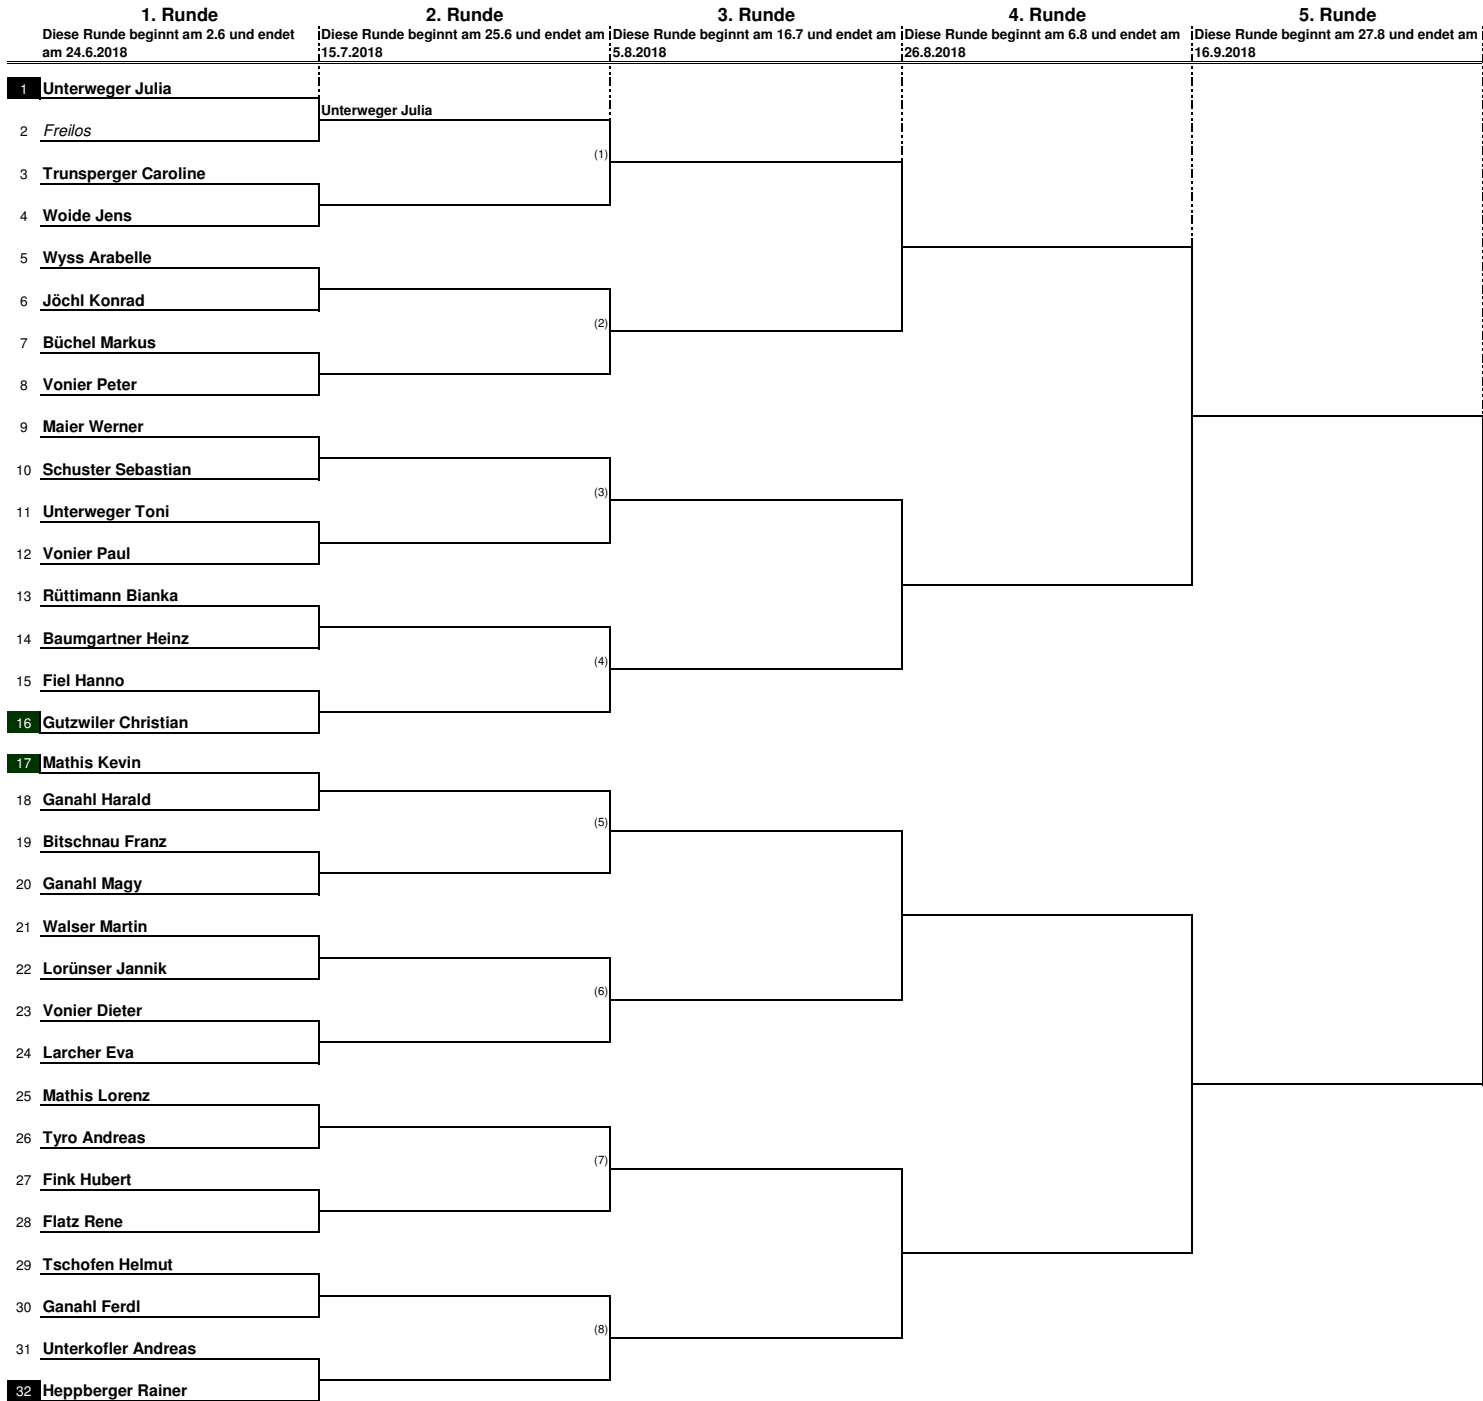 1. Runde
2. Runde
3. Runde
4. Runde
5. Runde
Diese Runde beginnt am 2.6 und endet
am 24.6.2018
Diese Runde beginnt am 25.6 und endet am
15.7.2018
Diese Runde beginnt am 16.7 und endet am
5.8.2018
Diese Runde beginnt am 6.8 und endet am
26.8.2018
Diese Runde beginnt am 27.8 und endet am
16.9.2018
1 Unterweger Julia
Unterweger Julia
2 Freilos
(1)
3 Trunsperger Caroline
4 Woide Jens
5 Wyss Arabelle
6 Jöchl Konrad
(2)
7 Büchel Markus
8 Vonier Peter
9 Maier Werner
10 Schuster Sebastian
(3)
11 Unterweger Toni
12 Vonier Paul
13 Rüttimann Bianka
14 Baumgartner Heinz
(4)
15 Fiel Hanno
16 Gutzwiler Christian
17 Mathis Kevin
18 Ganahl Harald
(5)
19 Bitschnau Franz
20 Ganahl Magy
21 Walser Martin
22 Lorünser Jannik
(6)
23 Vonier Dieter
24 Larcher Eva
25 Mathis Lorenz
26 Tyro Andreas
(7)
27 Fink Hubert
28 Flatz Rene
29 Tschofen Helmut
30 Ganahl Ferdl
(8)
31 Unterkofler Andreas
32 Heppberger Rainer